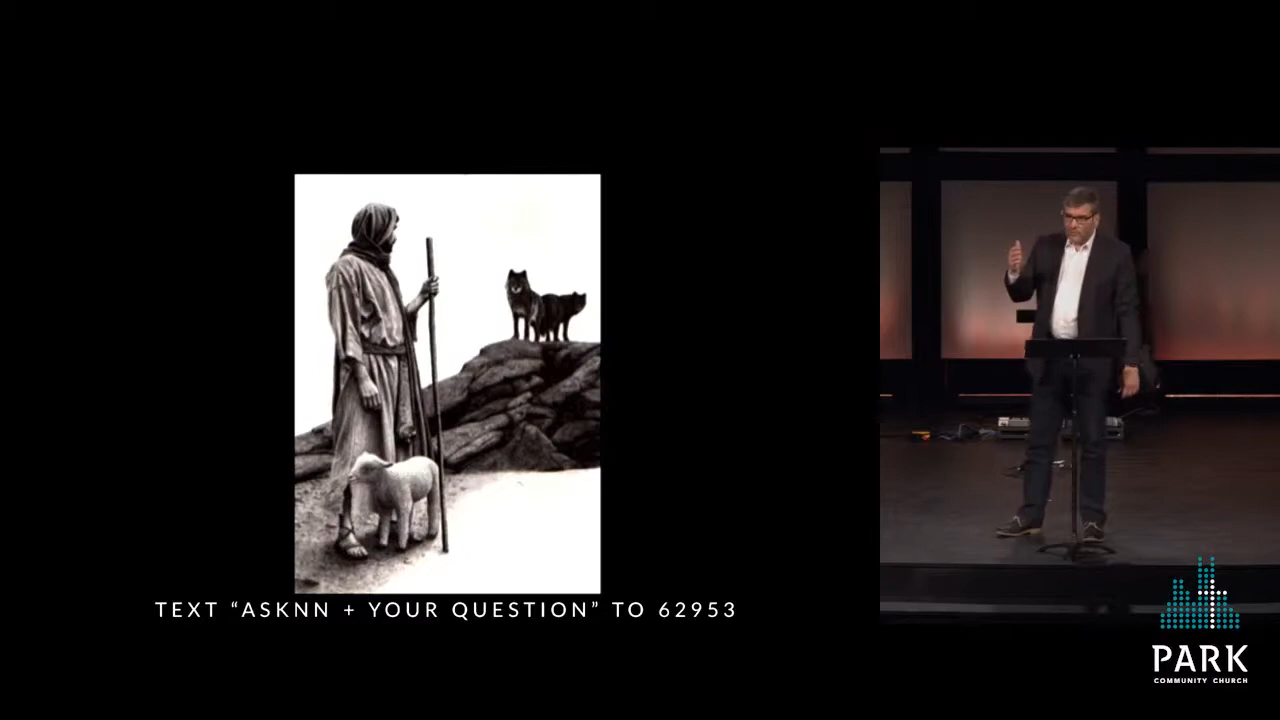 TEXT “ASKNN + YOUR QUESTION” TO 62953
PARK
COMMUNITY CHURCH